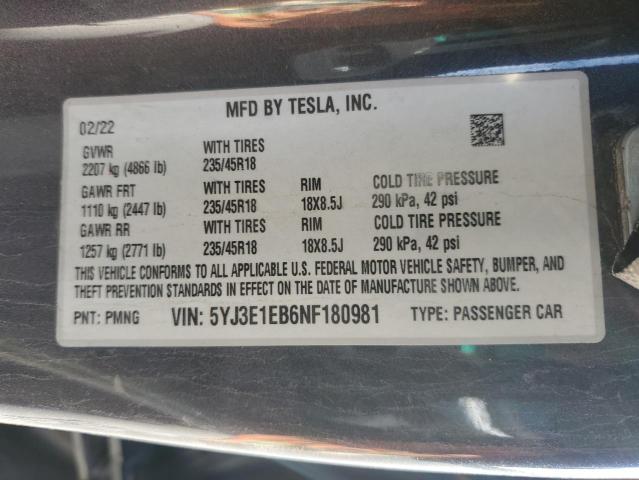 MFD BY TESLA, INC.
02/22
GVWR WITH TIRES
2207 kg (4866 lb) 235/45R18
GAWR FRT WITH TIRES RIM COLD TIRE PRESSURE
1110 kg (2447 lb) 235/45R18 18X8.5J 290 kPa, 42 psi
GAWR RR WITH TIRES RIM COLD TIRE PRESSURE
1257 kg (2771 lb) 235/45R18 18X8.5J 290 kPa, 42 psi
THIS VEHICLE CONFORMS TO ALL APPLICABLE U.S. FEDERAL MOTOR VEHICLE SAFETY, BUMPER, AND
THEFT PREVENTION STANDARDS IN EFFECT ON THE DATE OF MANUFACTURE SHOWN ABOVE.
PNT: PMNG VIN: 5YJ3E1EB6NF180981 TYPE: PASSENGER CAR